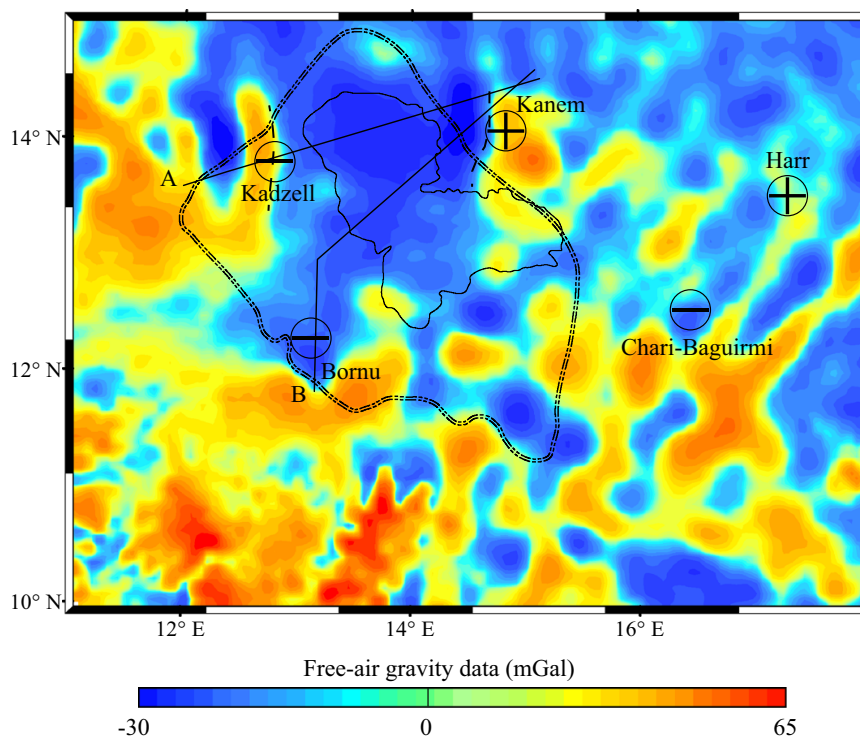 Kanem
14° N
Harr
A
Kadzell
Chari-Baguirmi
12° N
Bornu
B
10° N
12° E
14° E
16° E
Free-air gravity data (mGal)
-30
0
65